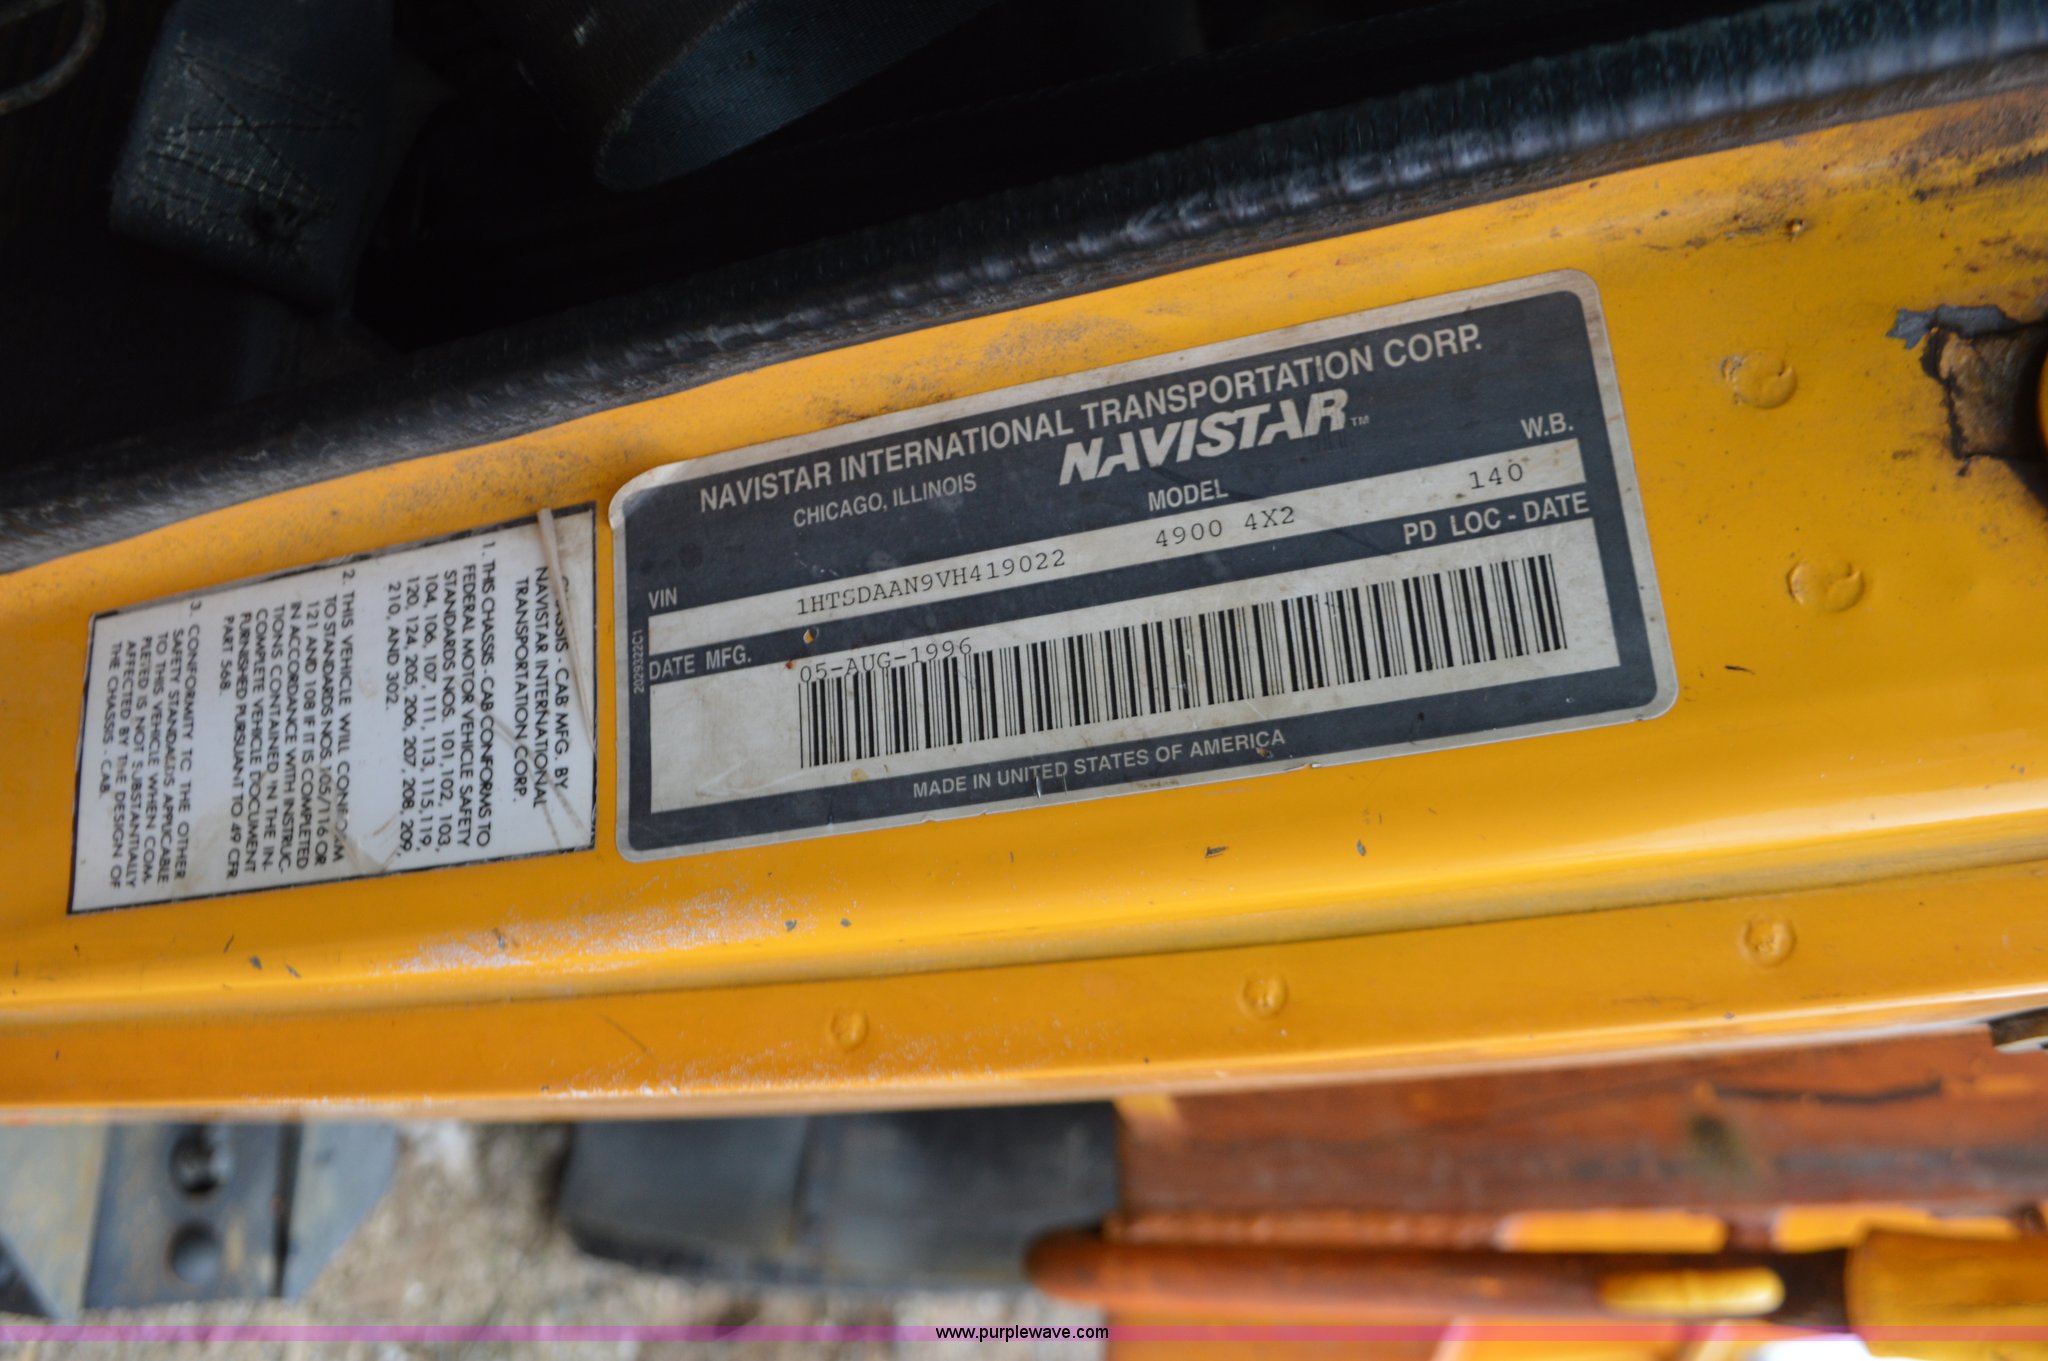 NAVISTAR INTERNATIONAL TRANSPORTATION CORP.
CHICAGO, ILLINOIS
NAVISTAR™
VIN
MODEL
W.B.
1HTSDAAN9VH419022
4900 4X2
140
DATE MFG.
PD LOC - DATE
05-AUG-1996
MADE IN UNITED STATES OF AMERICA
2029322C1
CHASSIS - CAB MFG. BY
NAVISTAR INTERNATIONAL
TRANSPORTATION CORP.
1. THIS CHASSIS - CAB CONFORMS TO
FEDERAL MOTOR VEHICLE SAFETY
STANDARDS NOS. 101, 102, 103,
104, 106, 107, 111, 113, 115, 119,
120, 124, 205, 206, 207, 208, 209,
210, AND 302.
2. THIS VEHICLE WILL CONFORM
TO STANDARDS NOS. 105/116 OR
121 AND 108 IF IT IS COMPLETED
IN ACCORDANCE WITH INSTRUC-
TIONS CONTAINED IN THE IN-
COMPLETE VEHICLE DOCUMENT
FURNISHED PURSUANT TO 49 CFR
PART 568.
3. CONFORMITY TO THE OTHER
SAFETY STANDARDS APPLICABLE
TO THIS VEHICLE WHEN COM-
PLETED IS NOT SUBSTANTIALLY
AFFECTED BY THE DESIGN OF
THE CHASSIS - CAB.
www.purplewave.com